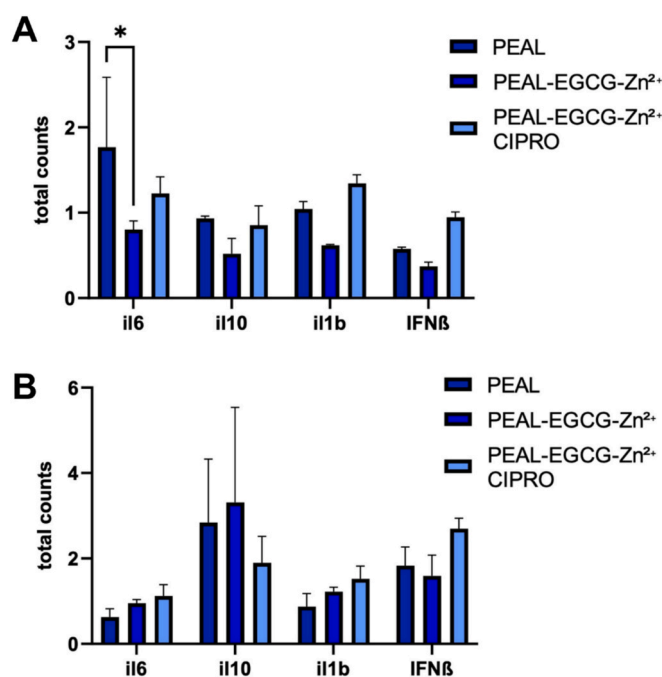 A
total counts
3
2
1
0
*
il6
il10
il1b
IFNß
PEAL
PEAL-EGCG-Zn²⁺
PEAL-EGCG-Zn²⁺
CIPRO
B
total counts
6
4
2
0
il6
il10
il1b
IFNß
PEAL
PEAL-EGCG-Zn²⁺
PEAL-EGCG-Zn²⁺
CIPRO